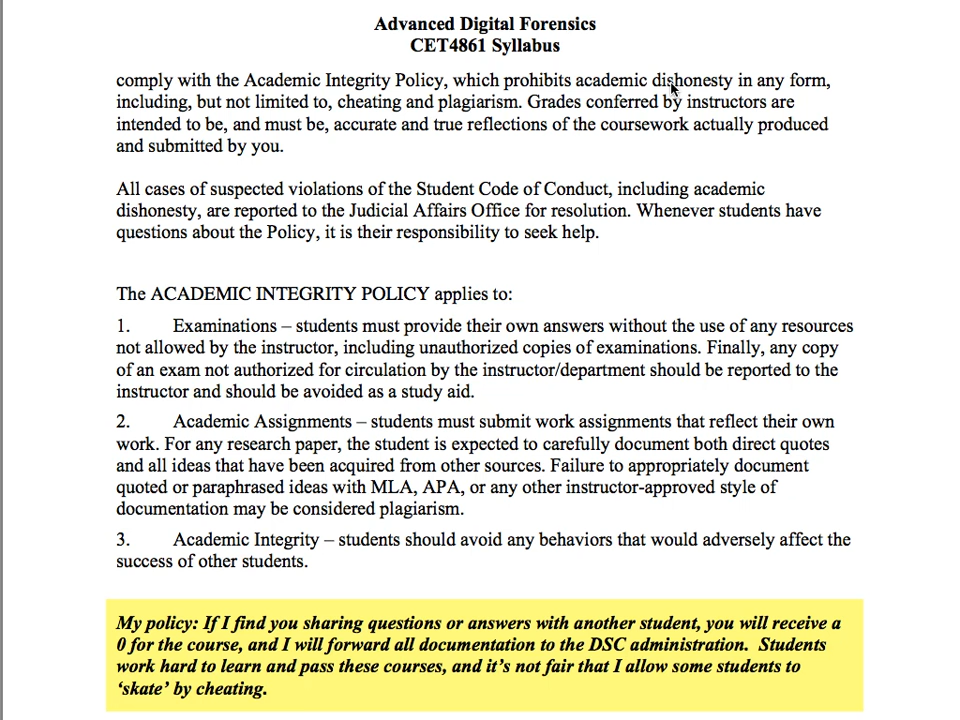 Advanced Digital Forensics
CET4861 Syllabus
comply with the Academic Integrity Policy, which prohibits academic dishonesty in any form,
including, but not limited to, cheating and plagiarism. Grades conferred by instructors are
intended to be, and must be, accurate and true reflections of the coursework actually produced
and submitted by you.
All cases of suspected violations of the Student Code of Conduct, including academic
dishonesty, are reported to the Judicial Affairs Office for resolution. Whenever students have
questions about the Policy, it is their responsibility to seek help.
The ACADEMIC INTEGRITY POLICY applies to:
1. Examinations – students must provide their own answers without the use of any resources
not allowed by the instructor, including unauthorized copies of examinations. Finally, any copy
of an exam not authorized for circulation by the instructor/department should be reported to the
instructor and should be avoided as a study aid.
2. Academic Assignments – students must submit work assignments that reflect their own
work. For any research paper, the student is expected to carefully document both direct quotes
and all ideas that have been acquired from other sources. Failure to appropriately document
quoted or paraphrased ideas with MLA, APA, or any other instructor-approved style of
documentation may be considered plagiarism.
3. Academic Integrity – students should avoid any behaviors that would adversely affect the
success of other students.
My policy: If I find you sharing questions or answers with another student, you will receive a
0 for the course, and I will forward all documentation to the DSC administration. Students
work hard to learn and pass these courses, and it’s not fair that I allow some students to
‘skate’ by cheating.